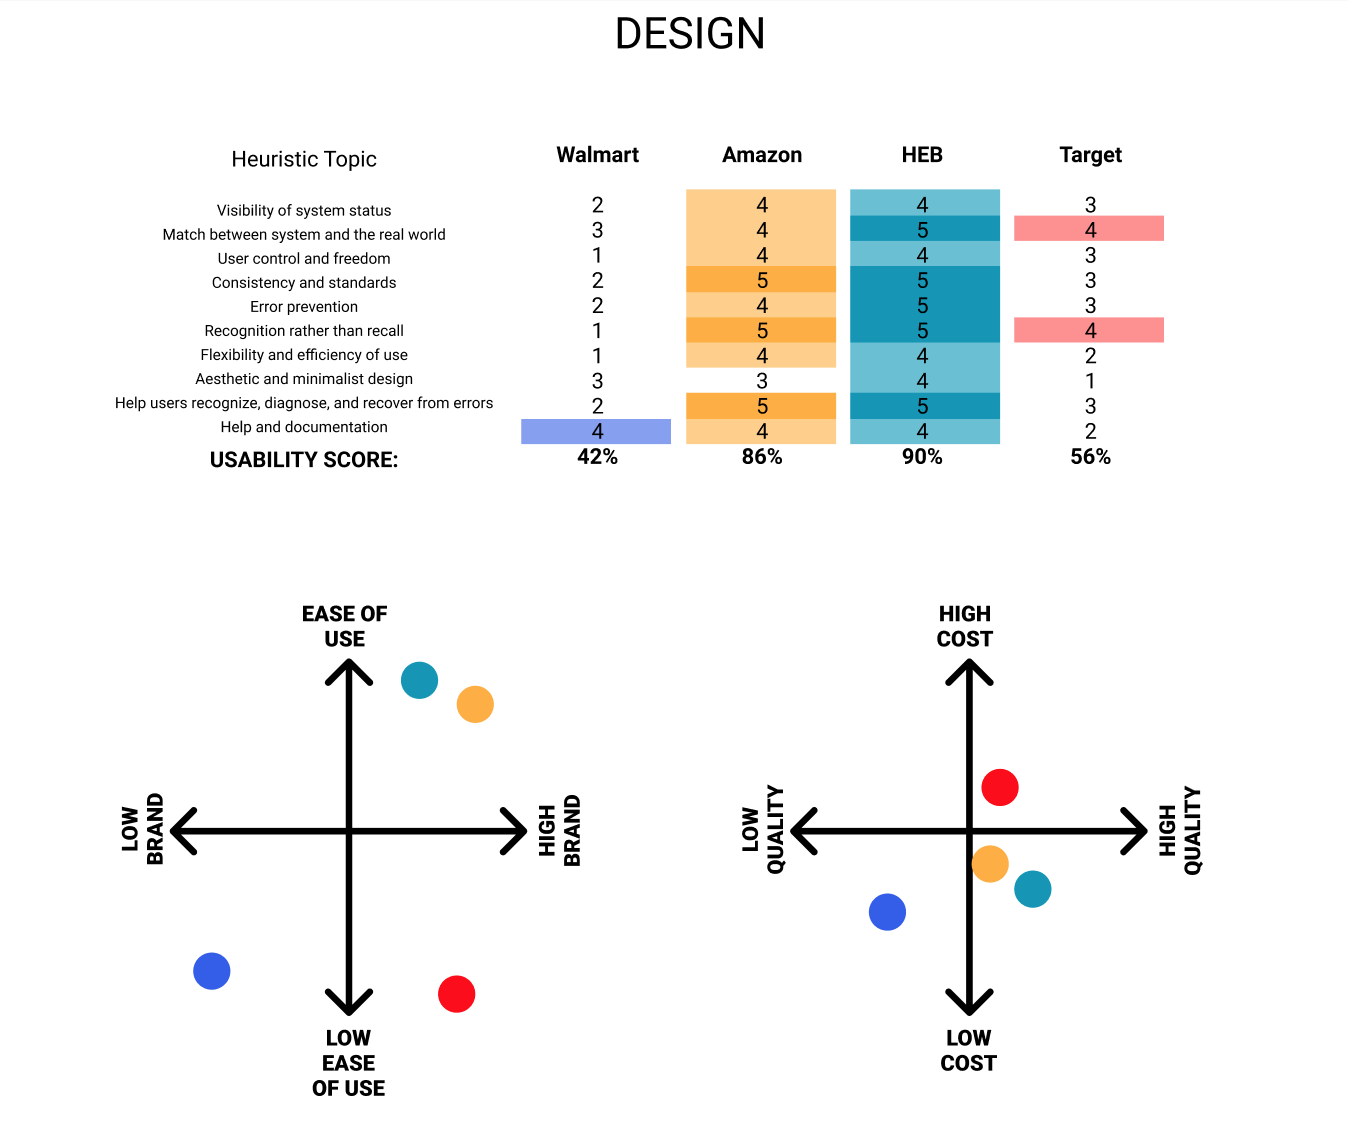 DESIGN
Heuristic Topic Walmart Amazon HEB Target
Visibility of system status 2 4 4 3
Match between system and the real world 3 4 5 4
User control and freedom 1 4 4 3
Consistency and standards 2 5 5 3
Error prevention 2 4 5 3
Recognition rather than recall 1 5 5 4
Flexibility and efficiency of use 1 4 4 2
Aesthetic and minimalist design 3 3 4 1
Help users recognize, diagnose, and recover from errors 2 5 5 3
Help and documentation 4 4 4 2
USABILITY SCORE: 42% 86% 90% 56%
EASE OF
USE
LOW
BRAND
HIGH
BRAND
LOW
EASE
OF USE
HIGH
COST
LOW
QUALITY
HIGH
QUALITY
LOW
COST